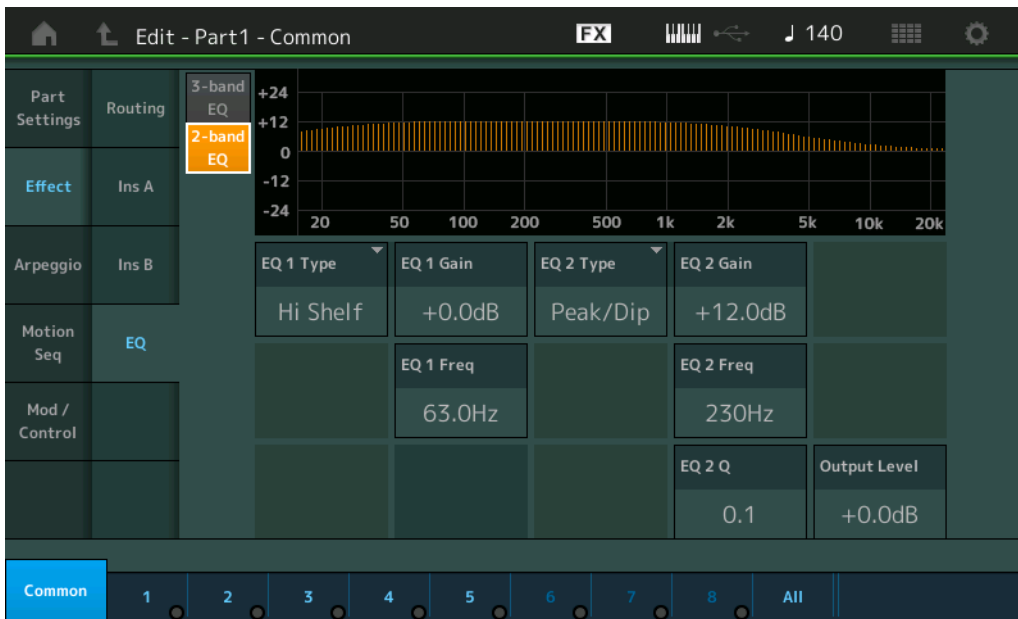 Edit - Part1 - Common
FX
140
Part
Settings
Effect
Arpeggio
Motion
Seq
Mod /
Control
Routing
Ins A
Ins B
EQ
3-band
EQ
2-band
EQ
+24
+12
0
-12
-24
20 50 100 200 500 1k 2k 5k 10k 20k
EQ 1 Type EQ 1 Gain EQ 2 Type EQ 2 Gain
Hi Shelf +0.0dB Peak/Dip +12.0dB
EQ 1 Freq EQ 2 Freq
63.0Hz 230Hz
EQ 2 Q Output Level
0.1 +0.0dB
Common 1 2 3 4 5 6 7 8 All